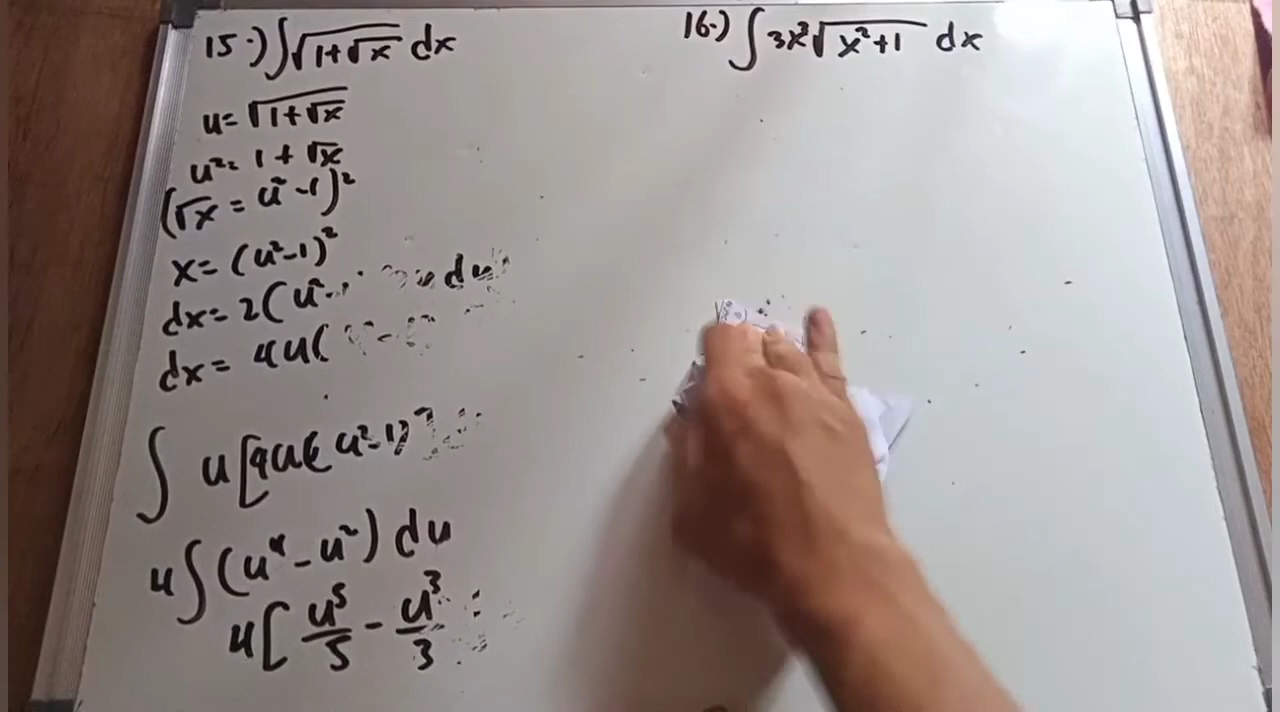 15.) ∫√(1+√x) dx
u = √(1+√x)
u² = 1 + √x
(√x = u² - 1)²
x = (u² - 1)²
dx = 2(u² - du
dx = 4u(
∫ u[4u(u² - 1)]
4∫(u⁴ - u²) du
4[u⁵/5 - u³/3
16.) ∫3x³√(x²+1) dx